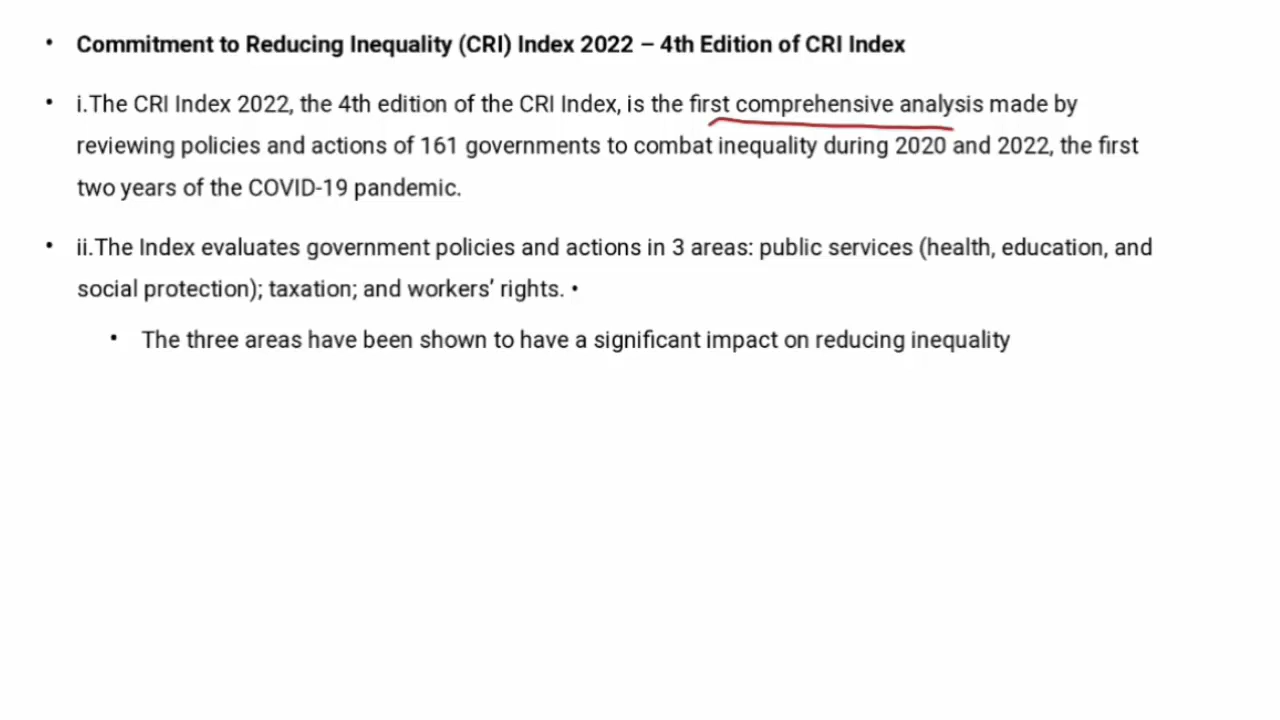 • Commitment to Reducing Inequality (CRI) Index 2022 – 4th Edition of CRI Index
• i.The CRI Index 2022, the 4th edition of the CRI Index, is the first comprehensive analysis made by
reviewing policies and actions of 161 governments to combat inequality during 2020 and 2022, the first
two years of the COVID-19 pandemic.
• ii.The Index evaluates government policies and actions in 3 areas: public services (health, education, and
social protection); taxation; and workers’ rights. •
• The three areas have been shown to have a significant impact on reducing inequality